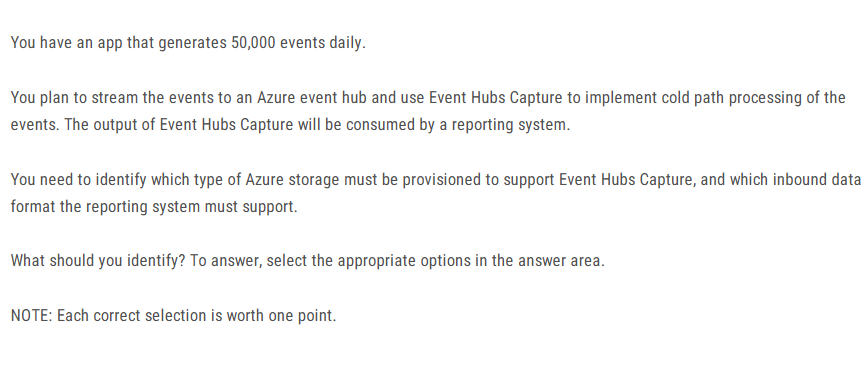 You have an app that generates 50,000 events daily.
You plan to stream the events to an Azure event hub and use Event Hubs Capture to implement cold path processing of the
events. The output of Event Hubs Capture will be consumed by a reporting system.
You need to identify which type of Azure storage must be provisioned to support Event Hubs Capture, and which inbound data
format the reporting system must support.
What should you identify? To answer, select the appropriate options in the answer area.
NOTE: Each correct selection is worth one point.